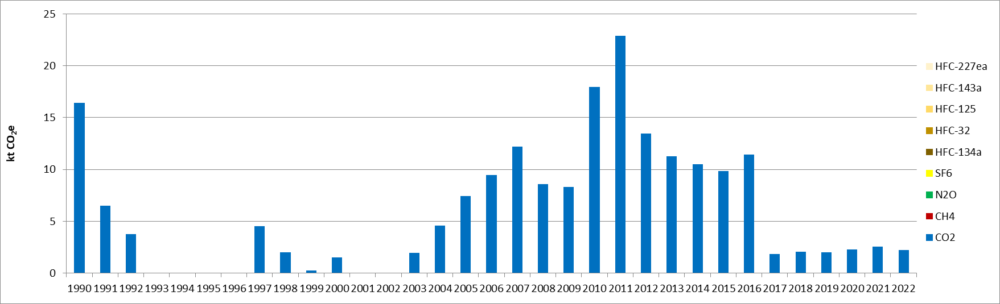 25
20
15
10
5
0
kt CO₂e
1990 1991 1992 1993 1994 1995 1996 1997 1998 1999 2000 2001 2002 2003 2004 2005 2006 2007 2008 2009 2010 2011 2012 2013 2014 2015 2016 2017 2018 2019 2020 2021 2022
HFC-227ea
HFC-143a
HFC-125
HFC-32
HFC-134a
SF6
N2O
CH4
CO2